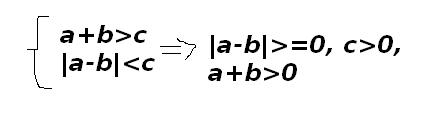 a+b>c
|a-b|<c
=> |a-b|>=0, c>0,
a+b>0